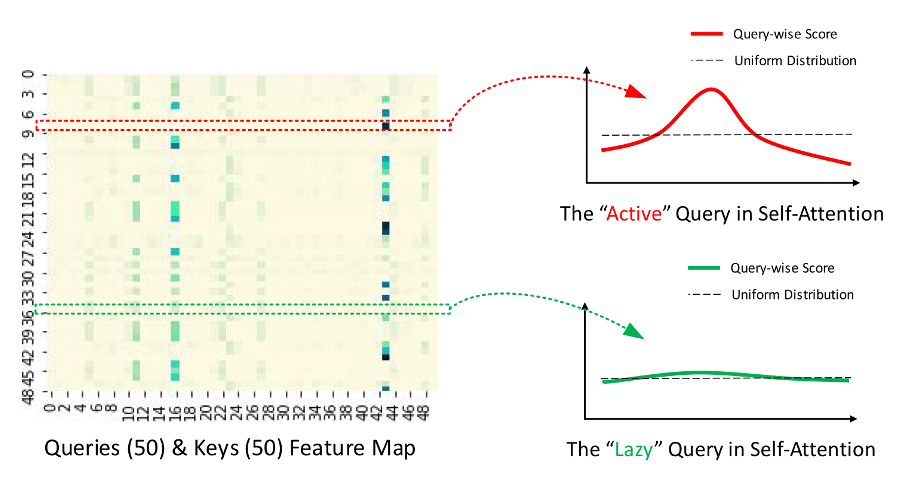 Query-wise Score
Uniform Distribution
0
3
6
9
12
15
18
21
24
27
30
33
36
39
42
45
48
0 2 4 6 8 10 12 14 16 18 20 22 24 26 28 30 32 34 36 38 40 42 44 46 48
Queries (50) & Keys (50) Feature Map
The “Active” Query in Self-Attention
Query-wise Score
Uniform Distribution
The “Lazy” Query in Self-Attention